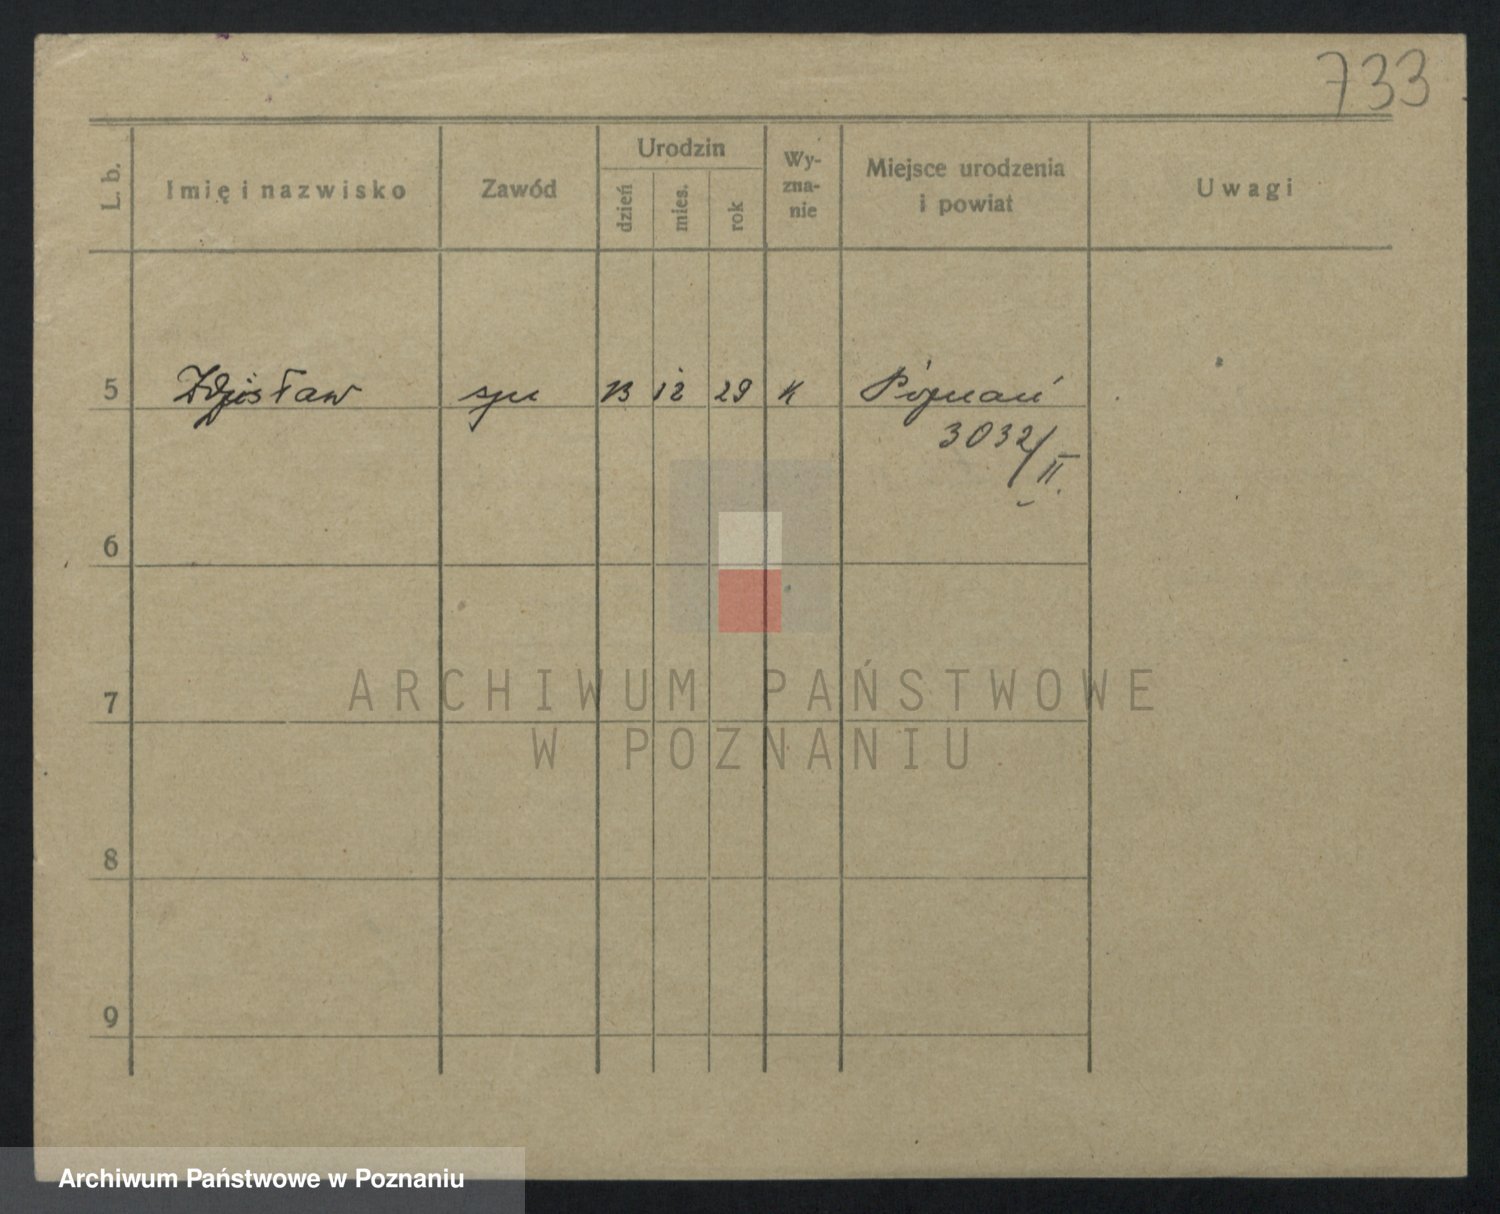 733
L. b.
Imię i nazwisko
Zawód
Urodzin
dzień
mies.
rok
Wy-
zna-
nie
Miejsce urodzenia
i powiat
Uwagi
5 Zdzisław syn 13 12 29 K Poznań
3032/II.
6
7
8
9
ARCHIWUM PAŃSTWOWE
W POZNANIU
Archiwum Państwowe w Poznaniu